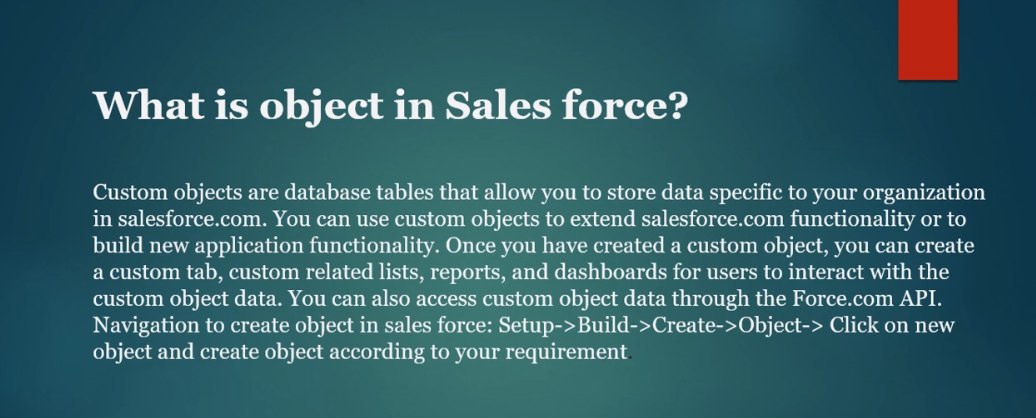 What is object in Sales force?
Custom objects are database tables that allow you to store data specific to your organization
in salesforce.com. You can use custom objects to extend salesforce.com functionality or to
build new application functionality. Once you have created a custom object, you can create
a custom tab, custom related lists, reports, and dashboards for users to interact with the
custom object data. You can also access custom object data through the Force.com API.
Navigation to create object in sales force: Setup->Build->Create->Object-> Click on new
object and create object according to your requirement.